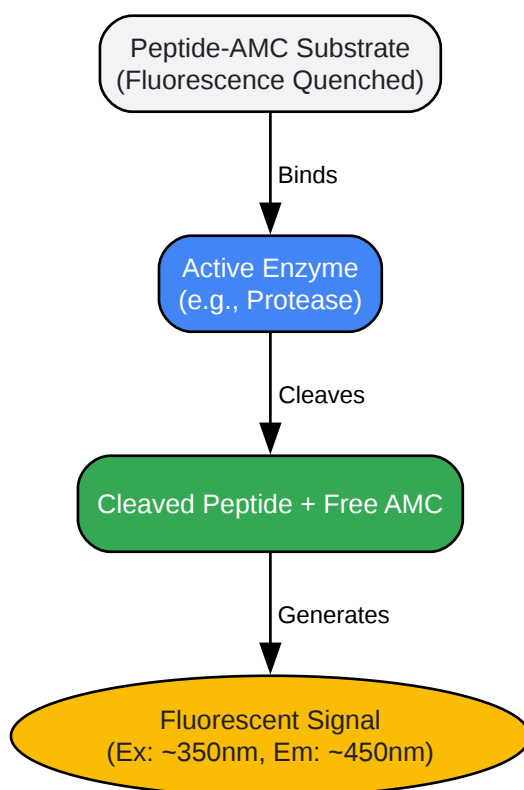 Peptide-AMC Substrate
(Fluorescence Quenched)
Binds
Active Enzyme
(e.g., Protease)
Cleaves
Cleaved Peptide + Free AMC
Generates
Fluorescent Signal
(Ex: ~350nm, Em: ~450nm)